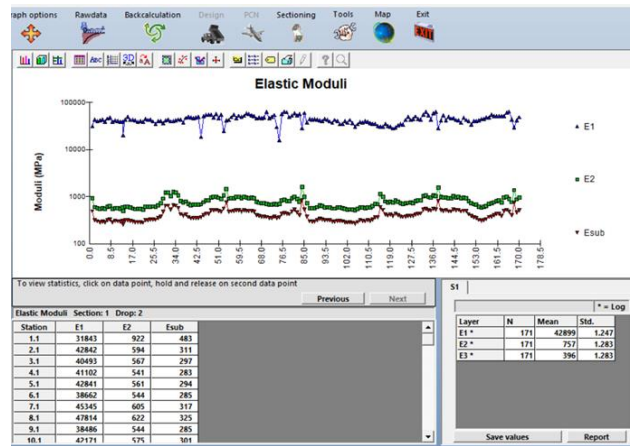 raph options Rawdata Backcalculation Design PCN Sectioning Tools Map Exit
EXIT
Abc
Elastic Moduli
100000
10000
1000
100
Moduli (MPa)
E1
E2
Esub
0.0 8.5 17.0 25.5 34.0 42.5 51.0 59.5 68.0 76.5 85.0 93.5 102.0 110.5 119.0 127.5 136.0 144.5 153.0 161.5 170.0 178.5
To view statistics, click on data point, hold and release on second data point
Previous Next
Elastic Moduli Section: 1 Drop: 2
Station E1 E2 Esub
1.1 31843 922 483
2.1 42842 594 311
3.1 40493 567 297
4.1 41102 541 283
5.1 42841 561 294
6.1 38662 544 285
7.1 45345 605 317
8.1 47814 622 325
9.1 38486 544 285
10.1 42171 575 301
S1
* = Log
Layer N Mean Std.
E1 * 171 42899 1.247
E2 * 171 757 1.283
E3 * 171 396 1.283
Save values Report